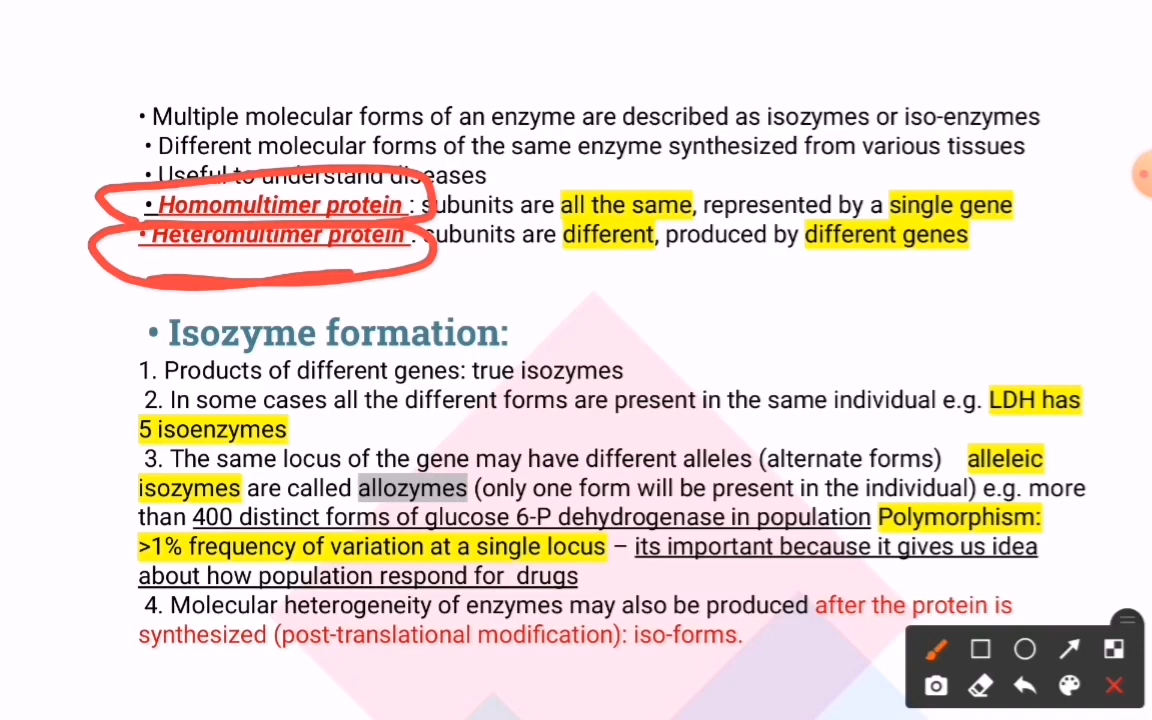 • Multiple molecular forms of an enzyme are described as isozymes or iso-enzymes
• Different molecular forms of the same enzyme synthesized from various tissues
• Useful to understand diseases
• Homomultimer protein : subunits are all the same, represented by a single gene
• Heteromultimer protein : subunits are different, produced by different genes
• Isozyme formation:
1. Products of different genes: true isozymes
2. In some cases all the different forms are present in the same individual e.g. LDH has
5 isoenzymes
3. The same locus of the gene may have different alleles (alternate forms) alleleic
isozymes are called allozymes (only one form will be present in the individual) e.g. more
than 400 distinct forms of glucose 6-P dehydrogenase in population Polymorphism:
>1% frequency of variation at a single locus – its important because it gives us idea
about how population respond for drugs
4. Molecular heterogeneity of enzymes may also be produced after the protein is
synthesized (post-translational modification): iso-forms.